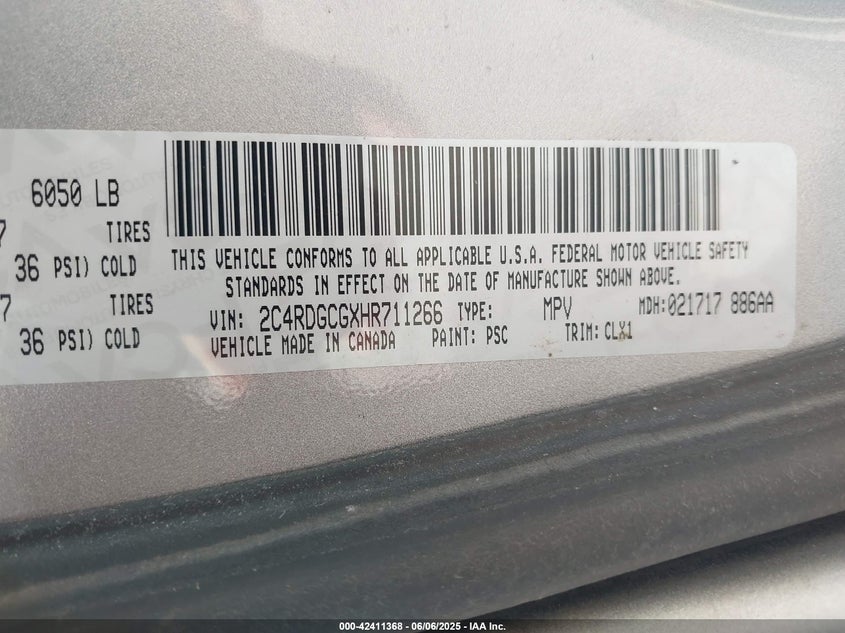 6050 LB
7 TIRES
36 PSI) COLD
7 TIRES
36 PSI) COLD
THIS VEHICLE CONFORMS TO ALL APPLICABLE U.S.A. FEDERAL MOTOR VEHICLE SAFETY
STANDARDS IN EFFECT ON THE DATE OF MANUFACTURE SHOWN ABOVE.
VIN: 2C4RDGCGXHR711266 TYPE: MPV MDH:021717 886AA
VEHICLE MADE IN CANADA PAINT: PSC TRIM: CLX1
000-42411368 - 06/06/2025 - IAA Inc.